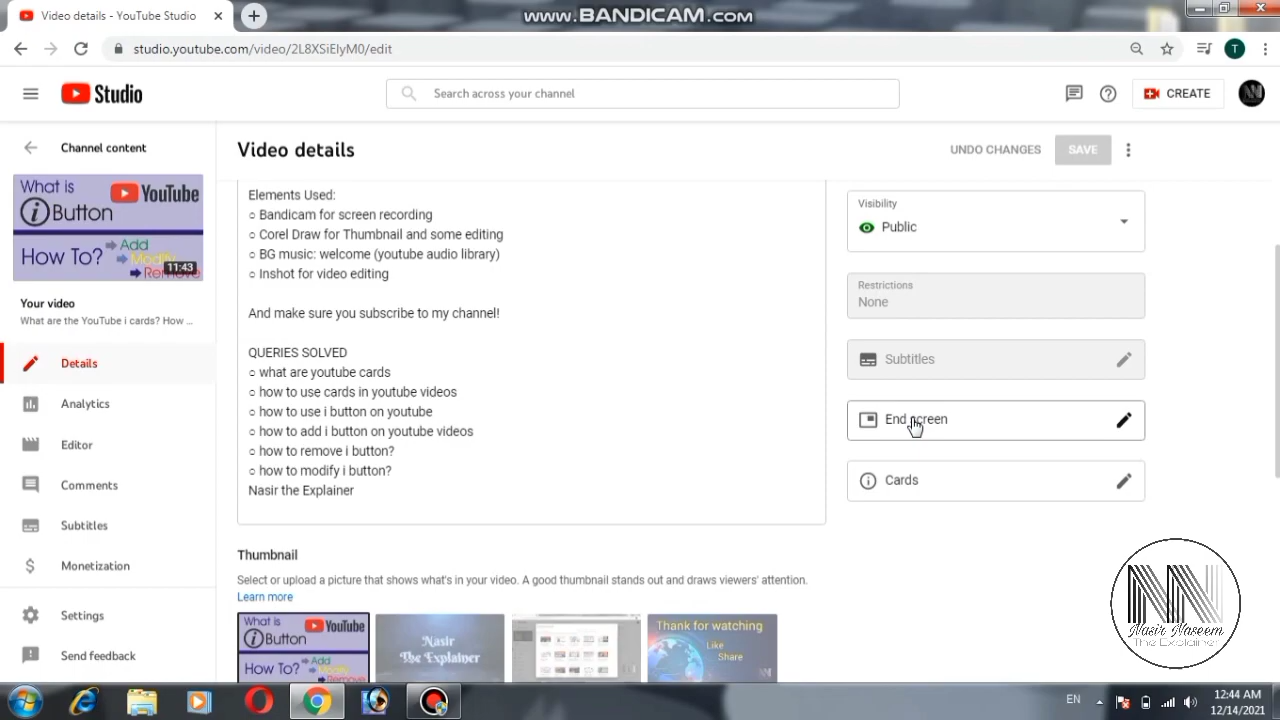 Video details - YouTube Studio
WWW.BANDICAM.COM
studio.youtube.com/video/2L8XSiElyM0/edit
T
Studio
Search across your channel
CREATE
Channel content
Video details
UNDO CHANGES
SAVE
What is
YouTube
i Button
How To?
Add
Modify
Remove
11:43
Your video
What are the YouTube i cards? How ...
Details
Analytics
Editor
Comments
Subtitles
Monetization
Settings
Send feedback
Elements Used:
○ Bandicam for screen recording
○ Corel Draw for Thumbnail and some editing
○ BG music: welcome (youtube audio library)
○ Inshot for video editing
And make sure you subscribe to my channel!
QUERIES SOLVED
○ what are youtube cards
○ how to use cards in youtube videos
○ how to use i button on youtube
○ how to add i button on youtube videos
○ how to remove i button?
○ how to modify i button?
Nasir the Explainer
Visibility
Public
Restrictions
None
Subtitles
End screen
Cards
Thumbnail
Select or upload a picture that shows what's in your video. A good thumbnail stands out and draws viewers' attention.
Learn more
What is
YouTube
i Button
How To?
Add
Modify
Nasir
The Explainer
Thank for watching
Like
Share
Nasir Naseem
The Explainer
EN
12:44 AM
12/14/2021